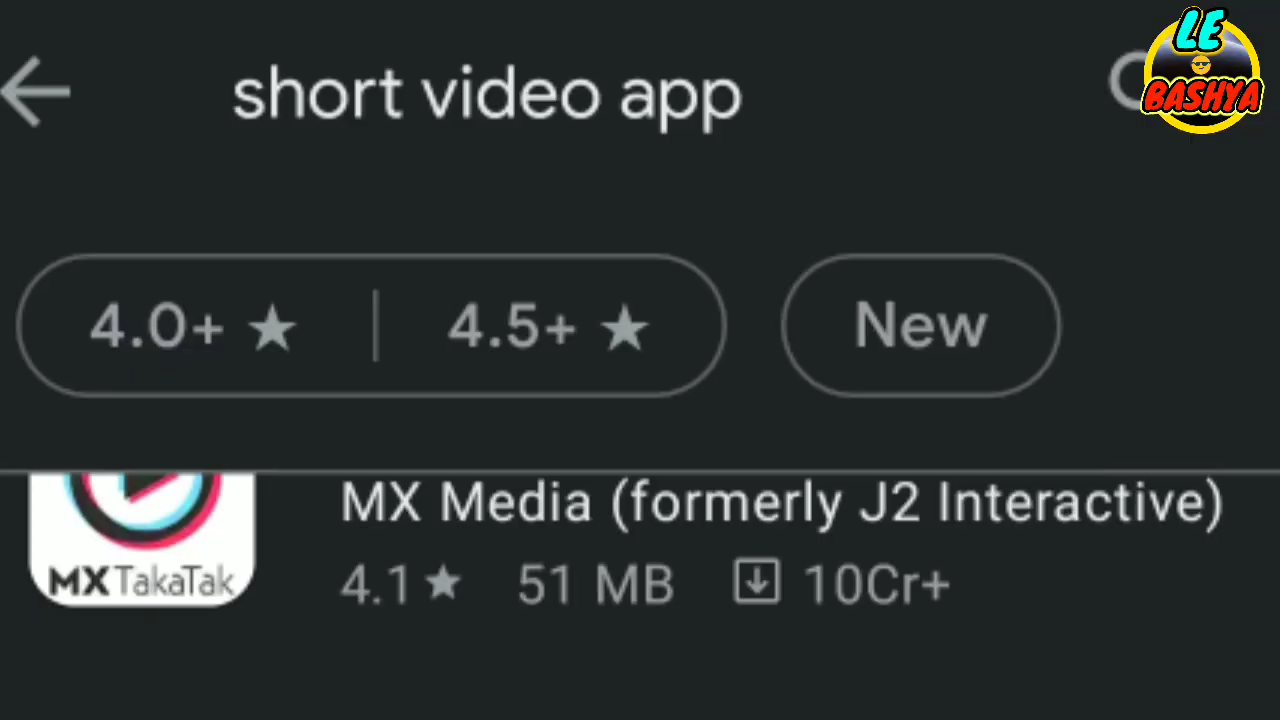 short video app
LE
BASHYA
4.0+ ★ | 4.5+ ★
New
MX Media (formerly J2 Interactive)
MX TakaTak
4.1 ★ 51 MB 10Cr+